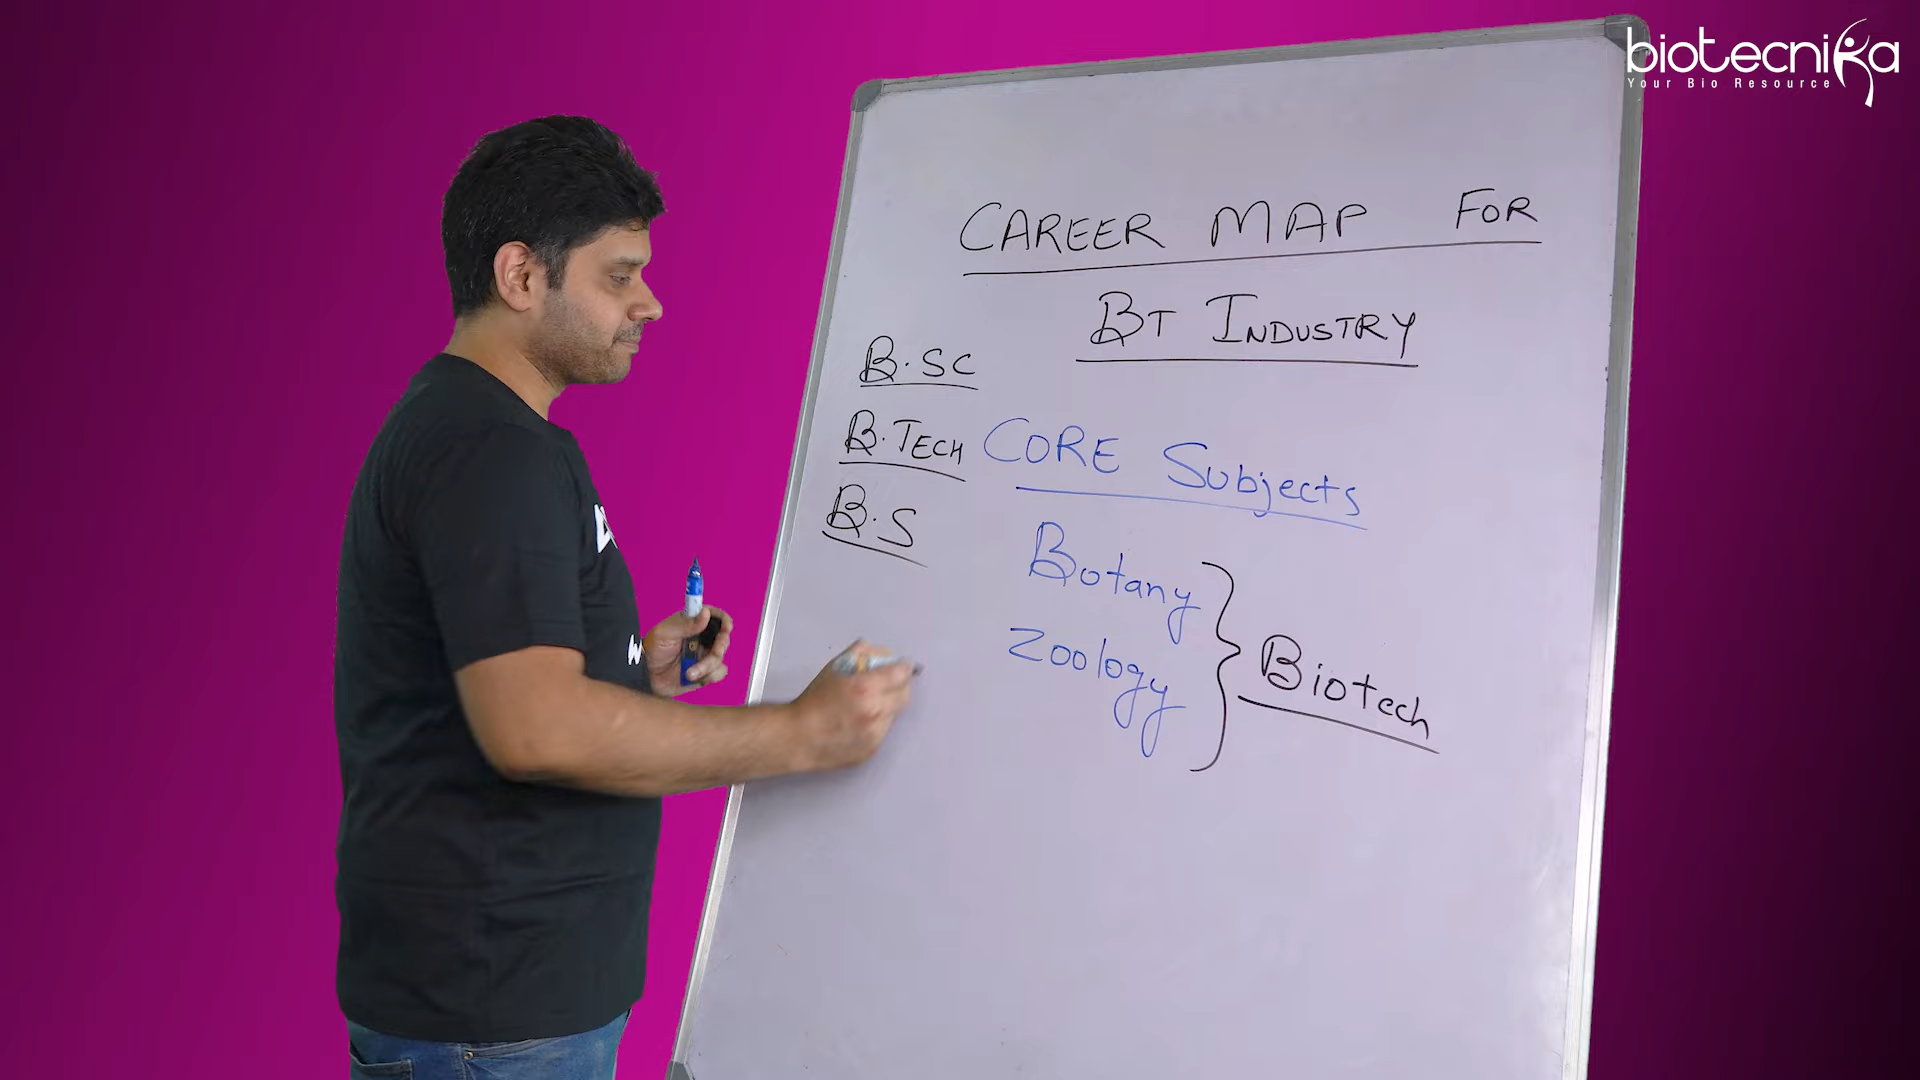 biotecnika
Your Bio Resource
CAREER MAP FOR
BT INDUSTRY
B.SC
B.TECH
B.S
CORE Subjects
Botany
Zoology
Biotech